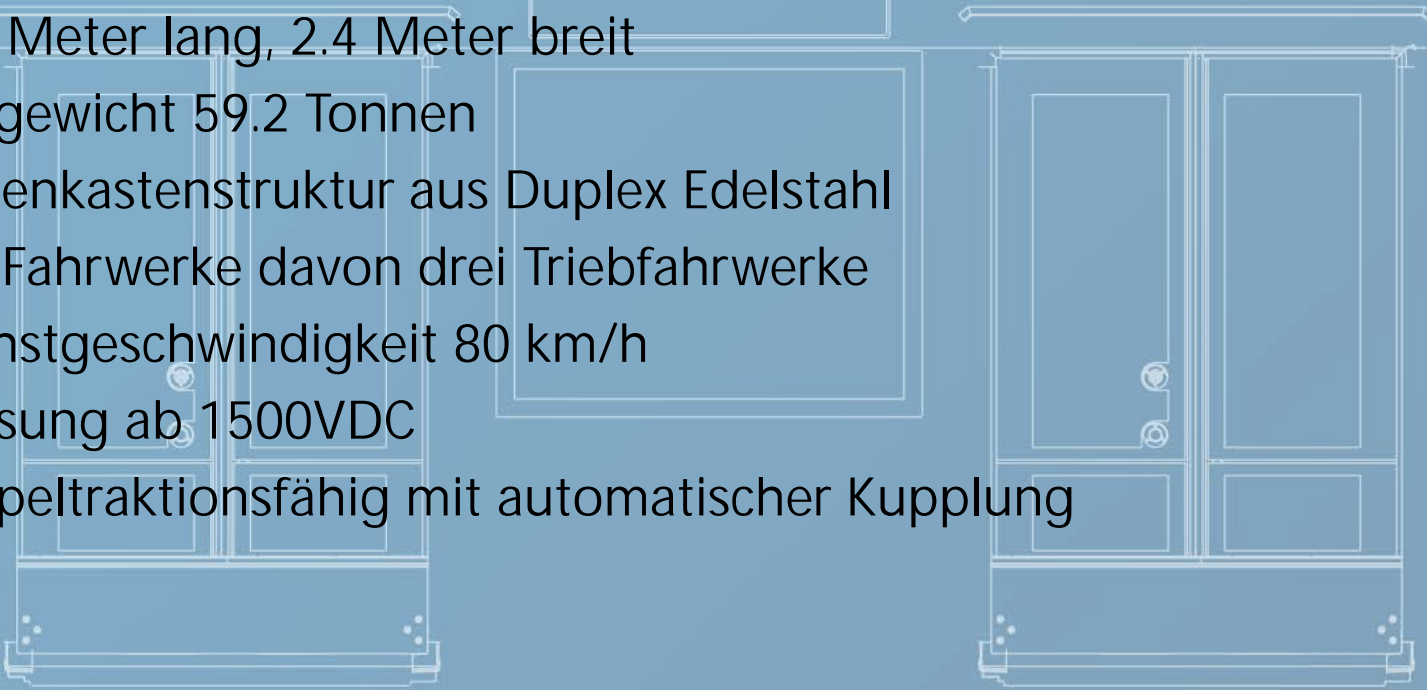 Meter lang, 2.4 Meter breit
gewicht 59.2 Tonnen
enkastenstruktur aus Duplex Edelstahl
Fahrwerke davon drei Triebfahrwerke
hstgeschwindigkeit 80 km/h
sung ab 1500VDC
peltraktionsfähig mit automatischer Kupplung